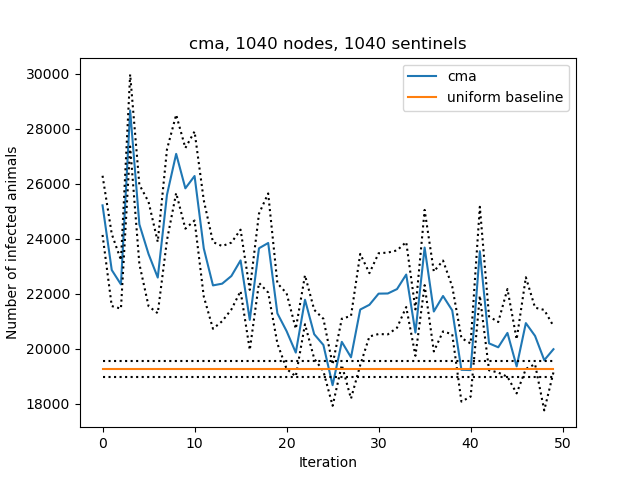 cma, 1040 nodes, 1040 sentinels
cma
uniform baseline
Number of infected animals
30000
28000
26000
24000
22000
20000
18000
0 10 20 30 40 50
Iteration